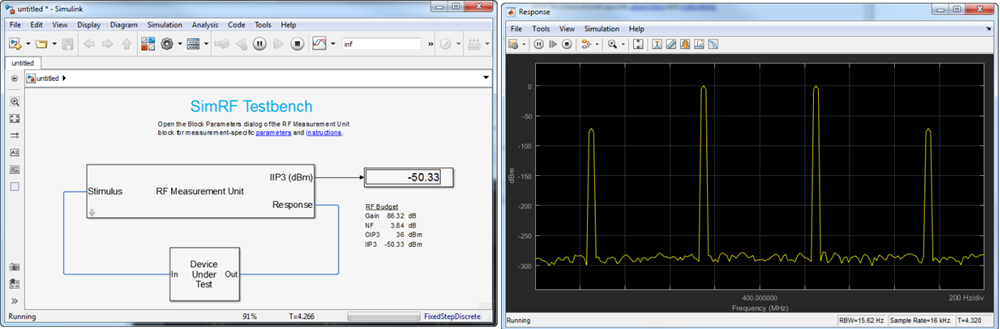 untitled * - Simulink
File Edit View Display Diagram Simulation Analysis Code Tools Help
inf
untitled
untitled
SimRF Testbench
Open the Block Parameters dialog of the RF Measurement Unit
block for measurement-specific parameters and instructions.
IIP3 (dBm)
-50.33
Stimulus
RF Measurement Unit
Response
RF Budget
Gain 86.32 dB
NF 3.84 dB
OIP3 36 dBm
IIP3 -50.33 dBm
Device
Under
Test
In
Out
Running
91%
T=4.266
FixedStepDiscrete
Response
File Tools View Simulation Help
0
-50
-100
-150
-200
-250
-300
dBm
400.000000
200 Hz/div
Frequency (MHz)
Running
RBW=15.62 Hz
Sample Rate=16 kHz
T=4.320